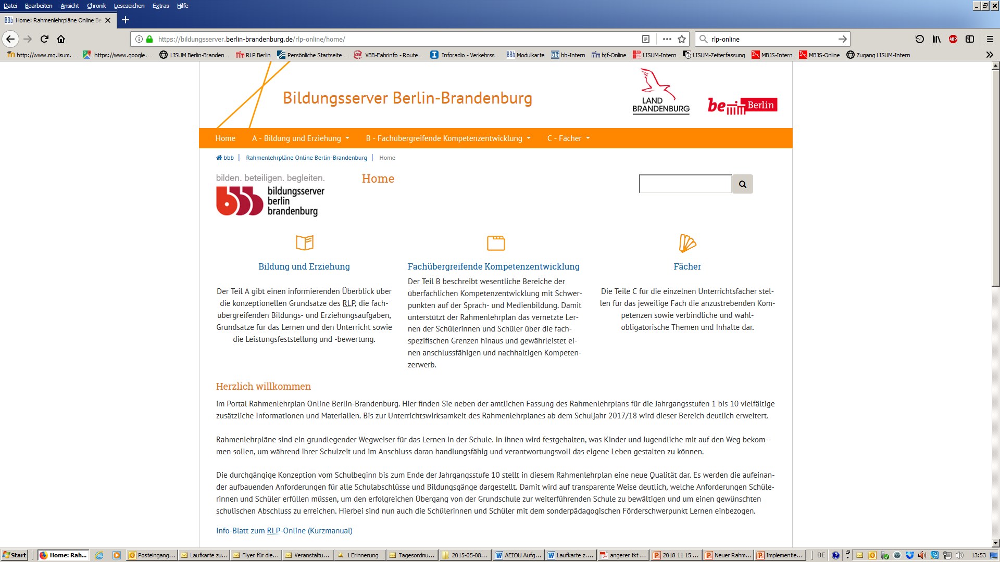 Datei Bearbeiten Ansicht Chronik Lesezeichen Extras Hilfe
BBb Home: Rahmenlehrpläne Online Be
https://bildungsserver.berlin-brandenburg.de/rlp-online/home/
rlp-online
ABP
http://www.mq.lisum.... https://www.google.... LISUM Berlin-Branden... RLP Berlin Persönliche Startseite... VBB-Fahrinfo - Route... Inforadio - Verkehrss... BBb Modulkarte bb-Intern bjf-Online LISUM-Intern LISUM-Zeiterfassung MBJS-Intern MBJS-Online Zugang LISUM-Intern
Bildungsserver Berlin-Brandenburg
LAND
BRANDENBURG
be Berlin
Home A - Bildung und Erziehung B - Fachübergreifende Kompetenzentwicklung C - Fächer
bbb | Rahmenlehrpläne Online Berlin-Brandenburg | Home
bilden. beteiligen. begleiten.
bbb bildungsserver
berlin
brandenburg
Home
Bildung und Erziehung
Der Teil A gibt einen informierenden Überblick über
die konzeptionellen Grundsätze des RLP, die fach-
übergreifenden Bildungs- und Erziehungsaufgaben,
Grundsätze für das Lernen und den Unterricht sowie
die Leistungsfeststellung und -bewertung.
Fachübergreifende Kompetenzentwicklung
Der Teil B beschreibt wesentliche Bereiche der
überfachlichen Kompetenzentwicklung mit Schwer-
punkten auf der Sprach- und Medienbildung. Damit
unterstützt der Rahmenlehrplan das vernetzte Ler-
nen der Schülerinnen und Schüler über die fach-
spezifischen Grenzen hinaus und gewährleistet ei-
nen anschlussfähigen und nachhaltigen Kompeten-
zerwerb.
Fächer
Die Teile C für die einzelnen Unterrichtsfächer stel-
len für das jeweilige Fach die anzustrebenden Kom-
petenzen sowie verbindliche und wahl-
obligatorische Themen und Inhalte dar.
Herzlich willkommen
im Portal Rahmenlehrplan Online Berlin-Brandenburg. Hier finden Sie neben der amtlichen Fassung des Rahmenlehrplans für die Jahrgangsstufen 1 bis 10 vielfältige
zusätzliche Informationen und Materialien. Bis zur Unterrichtswirksamkeit des Rahmenlehrplanes ab dem Schuljahr 2017/18 wird dieser Bereich deutlich erweitert.
Rahmenlehrpläne sind ein grundlegender Wegweiser für das Lernen in der Schule. In ihnen wird festgehalten, was Kinder und Jugendliche mit auf den Weg bekom-
men sollen, um während ihrer Schulzeit und im Anschluss daran handlungsfähig und verantwortungsvoll das eigene Leben gestalten zu können.
Die durchgängige Konzeption vom Schulbeginn bis zum Ende der Jahrgangsstufe 10 stellt in diesem Rahmenlehrplan eine neue Qualität dar. Es werden die aufeinan-
der aufbauenden Anforderungen für alle Schulabschlüsse und Bildungsgänge dargestellt. Damit wird auf transparente Weise deutlich, welche Anforderungen Schüle-
rinnen und Schüler erfüllen müssen, um den erfolgreichen Übergang von der Grundschule zur weiterführenden Schule zu bewältigen und um einen gewünschten
schulischen Abschluss zu erreichen. Hierbei sind nun auch die Schülerinnen und Schüler mit dem sonderpädagogischen Förderschwerpunkt Lernen einbezogen.
Info-Blatt zum RLP-Online (Kurzmanual)
Start Home: Rah... Posteingang... Laufkarte zu... Flyer für die... Veranstaltu... 1 Erinnerung Tagesordnu... 2015-05-08... AEIOU Aufg... Laufkarte z.... angerer tkt ... 2018 11 15 ... Neuer Rahm... Implementie... DE 13:53